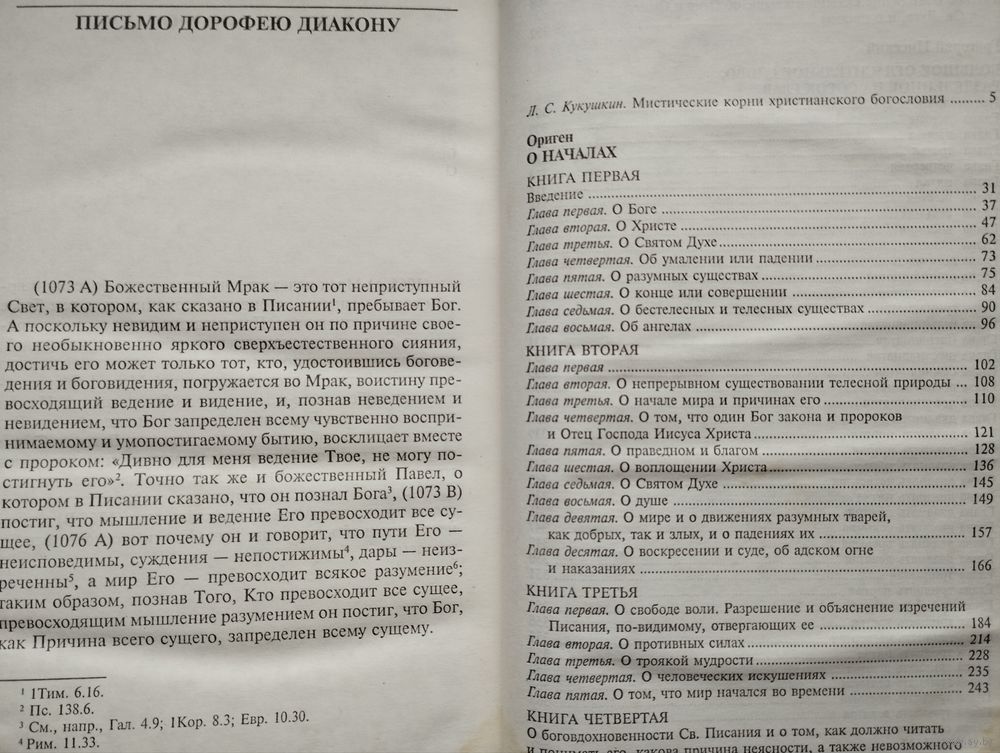 ПИСЬМО ДОРОФЕЮ ДИАКОНУ
(1073 А) Божественный Мрак — это тот неприступный
Свет, в котором, как сказано в Писании¹, пребывает Бог.
А поскольку невидим и неприступен он по причине свое-
го необыкновенно яркого сверхъестественного сияния,
достичь его может только тот, кто, удостоившись богове-
дения и боговидения, погружается во Мрак, воистину пре-
восходящий ведение и видение, и, познав неведением и
невидением, что Бог запределен всему чувственно воспри-
нимаемому и умопостигаемому бытию, восклицает вместе
с пророком: «Дивно для меня ведение Твое, не могу по-
стигнуть его»². Точно так же и божественный Павел, о
котором в Писании сказано, что он познал Бога³, (1073 В)
постиг, что мышление и ведение Его превосходит все су-
щее, (1076 А) вот почему он и говорит, что пути Его —
неисповедимы, суждения — непостижимы⁴, дары — неиз-
реченны⁵, а мир Его — превосходит всякое разумение⁶;
таким образом, познав Того, Кто превосходит все сущее,
превосходящим мышление разумением он постиг, что Бог,
как Причина всего сущего, запределен всему сущему.
¹ 1Тим. 6.16.
² Пс. 138.6.
³ См., напр., Гал. 4.9; 1Кор. 8.3; Евр. 10.30.
⁴ Рим. 11.33.
Л. С. Кукушкин. Мистические корни христианского богословия ......... 5
Ориген
О НАЧАЛАХ
КНИГА ПЕРВАЯ
Введение ........ 31
Глава первая. О Боге ........ 37
Глава вторая. О Христе ........ 47
Глава третья. О Святом Духе ........ 62
Глава четвертая. Об умалении или падении ........ 73
Глава пятая. О разумных существах ........ 75
Глава шестая. О конце или совершении ........ 84
Глава седьмая. О бестелесных и телесных существах ........ 90
Глава восьмая. Об ангелах ........ 96
КНИГА ВТОРАЯ
Глава первая ........ 102
Глава вторая. О непрерывном существовании телесной природы ... 108
Глава третья. О начале мира и причинах его ........ 110
Глава четвертая. О том, что один Бог закона и пророков
и Отец Господа Иисуса Христа ........ 121
Глава пятая. О праведном и благом ........ 128
Глава шестая. О воплощении Христа ........ 136
Глава седьмая. О Святом Духе ........ 145
Глава восьмая. О душе ........ 149
Глава девятая. О мире и о движениях разумных тварей,
как добрых, так и злых, и о падениях их ........ 157
Глава десятая. О воскресении и суде, об адском огне
и наказаниях ........ 166
КНИГА ТРЕТЬЯ
Глава первая. О свободе воли. Разрешение и объяснение изречений
Писания, по-видимому, отвергающих ее ........ 184
Глава вторая. О противных силах ........ 214
Глава третья. О троякой мудрости ........ 228
Глава четвертая. О человеческих искушениях ........ 235
Глава пятая. О том, что мир начался во времени ........ 243
КНИГА ЧЕТВЕРТАЯ
О боговдохновенности Св. Писания и о том, как должно читать
и понимать его, какова причина неясности, а также невозможного